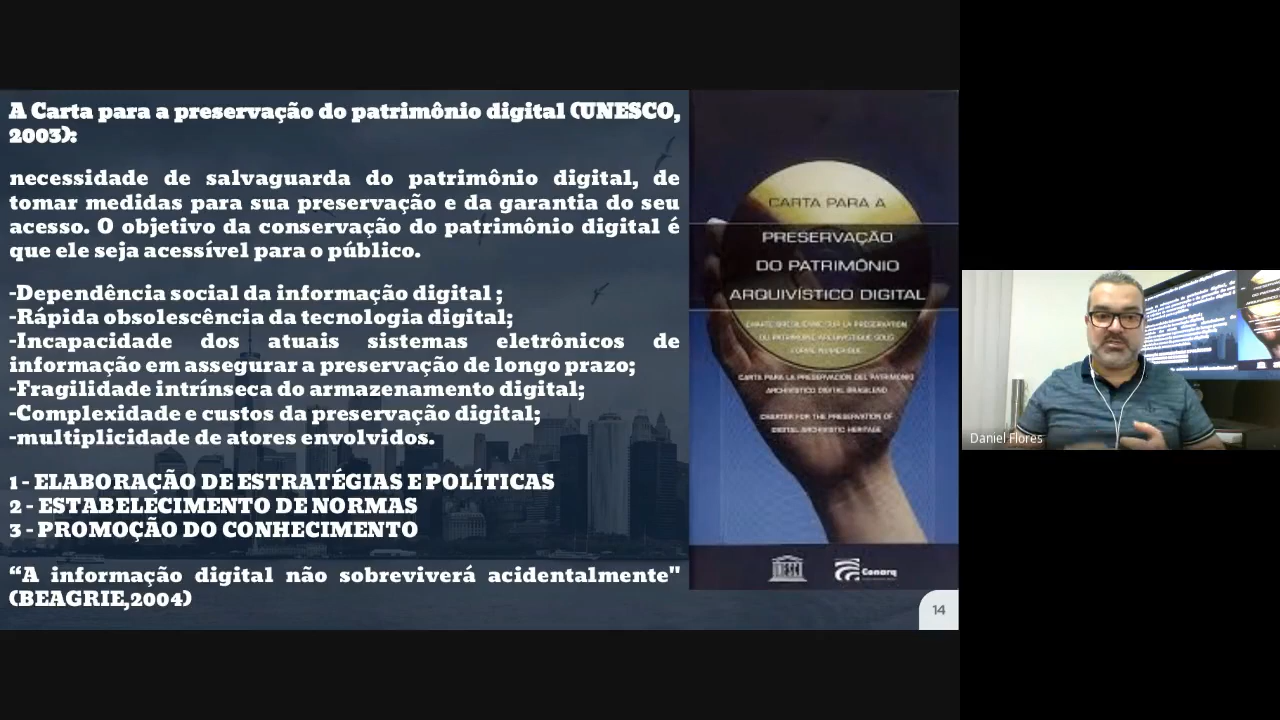 A Carta para a preservação do patrimônio digital (UNESCO,
2003):
necessidade de salvaguarda do patrimônio digital, de
tomar medidas para sua preservação e da garantia do seu
acesso. O objetivo da conservação do patrimônio digital é
que ele seja acessível para o público.
-Dependência social da informação digital ;
-Rápida obsolescência da tecnologia digital;
-Incapacidade dos atuais sistemas eletrônicos de
informação em assegurar a preservação de longo prazo;
-Fragilidade intrínseca do armazenamento digital;
-Complexidade e custos da preservação digital;
-multiplicidade de atores envolvidos.
1 - ELABORAÇÃO DE ESTRATÉGIAS E POLÍTICAS
2 - ESTABELECIMENTO DE NORMAS
3 - PROMOÇÃO DO CONHECIMENTO
“A informação digital não sobreviverá acidentalmente"
(BEAGRIE,2004)
CARTA PARA A
PRESERVAÇÃO
DO PATRIMÔNIO
ARQUIVÍSTICO DIGITAL
CARTA PARA LA PRESERVACIÓN DEL PATRIMONIO
ARCHIVÍSTICO DIGITAL BRASILENO
CHARTER FOR THE PRESERVATION OF
DIGITAL ARCHIVISTIC HERITAGE
UNESCO
Conarq
14
Daniel Flores